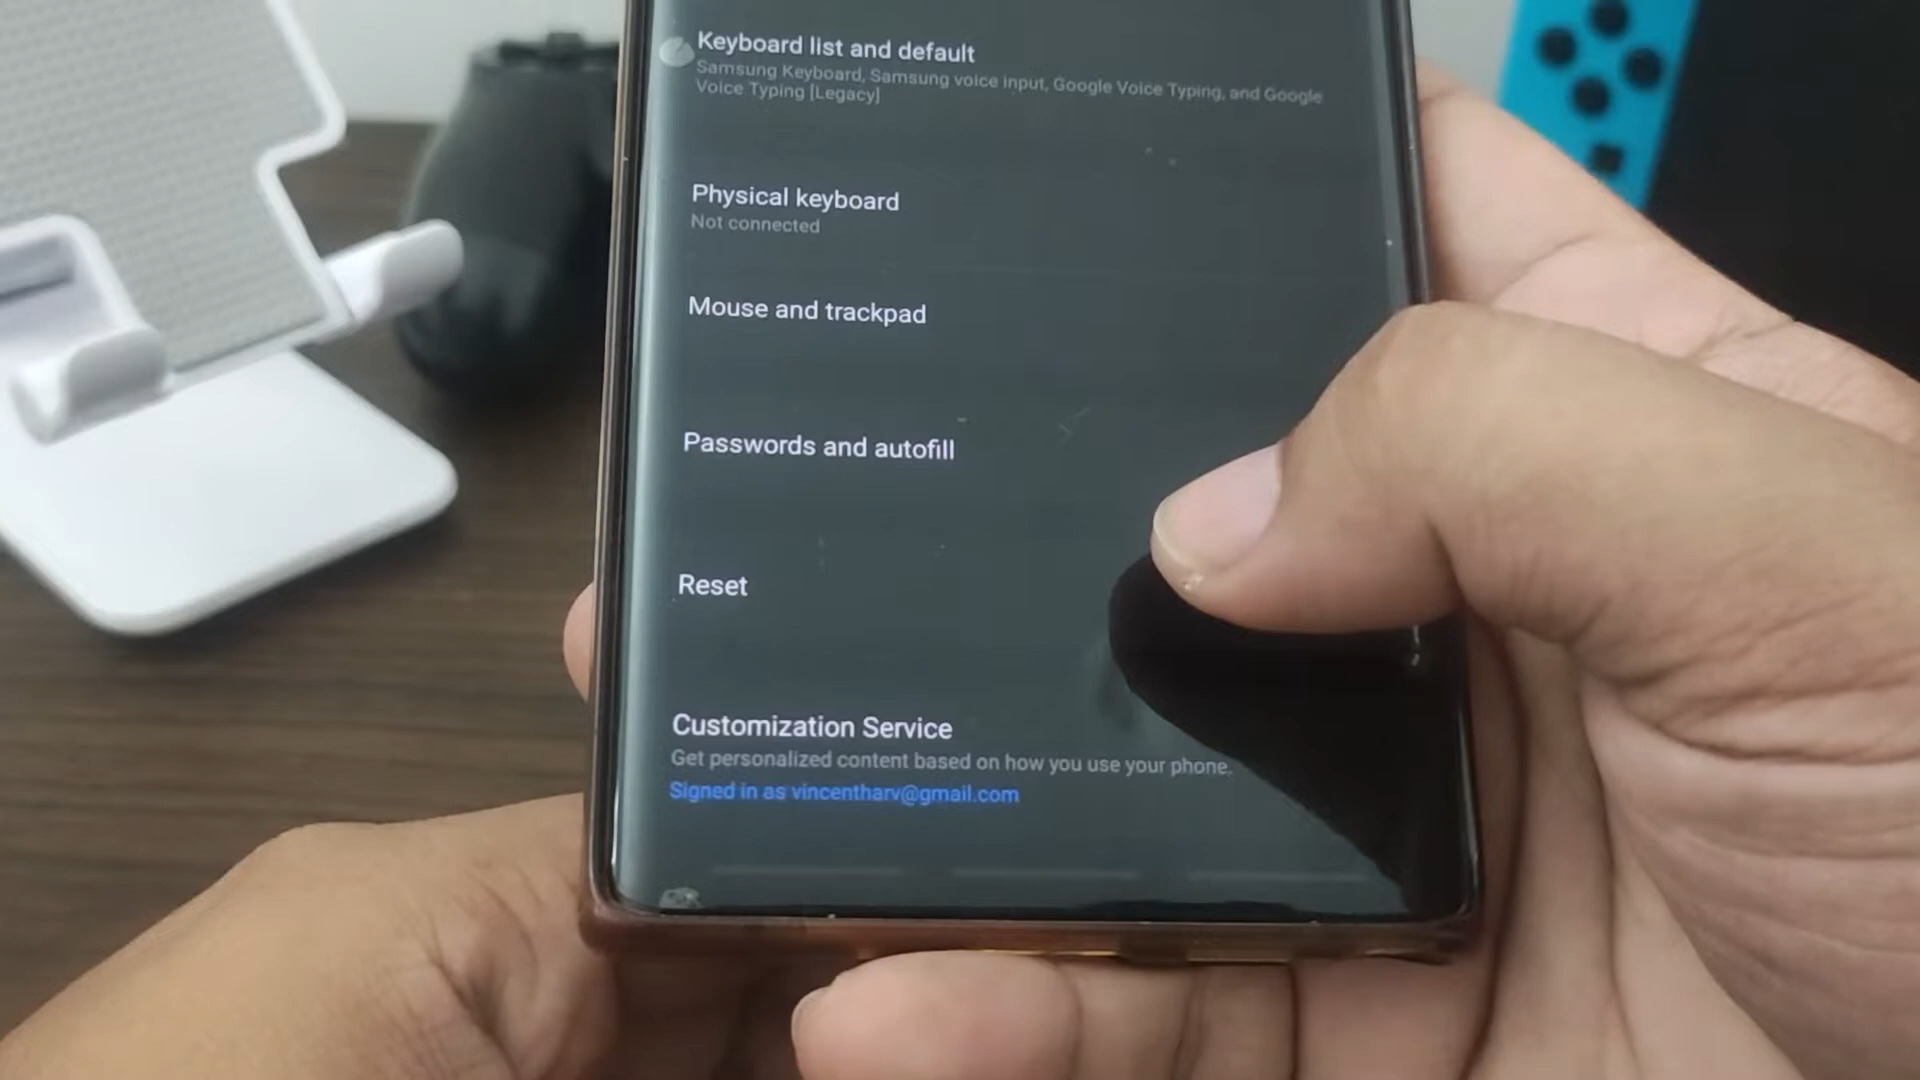 Keyboard list and default
Samsung Keyboard, Samsung voice input, Google Voice Typing, and Google
Voice Typing [Legacy]
Physical keyboard
Not connected
Mouse and trackpad
Passwords and autofill
Reset
Customization Service
Get personalized content based on how you use your phone.
Signed in as vincentharv@gmail.com